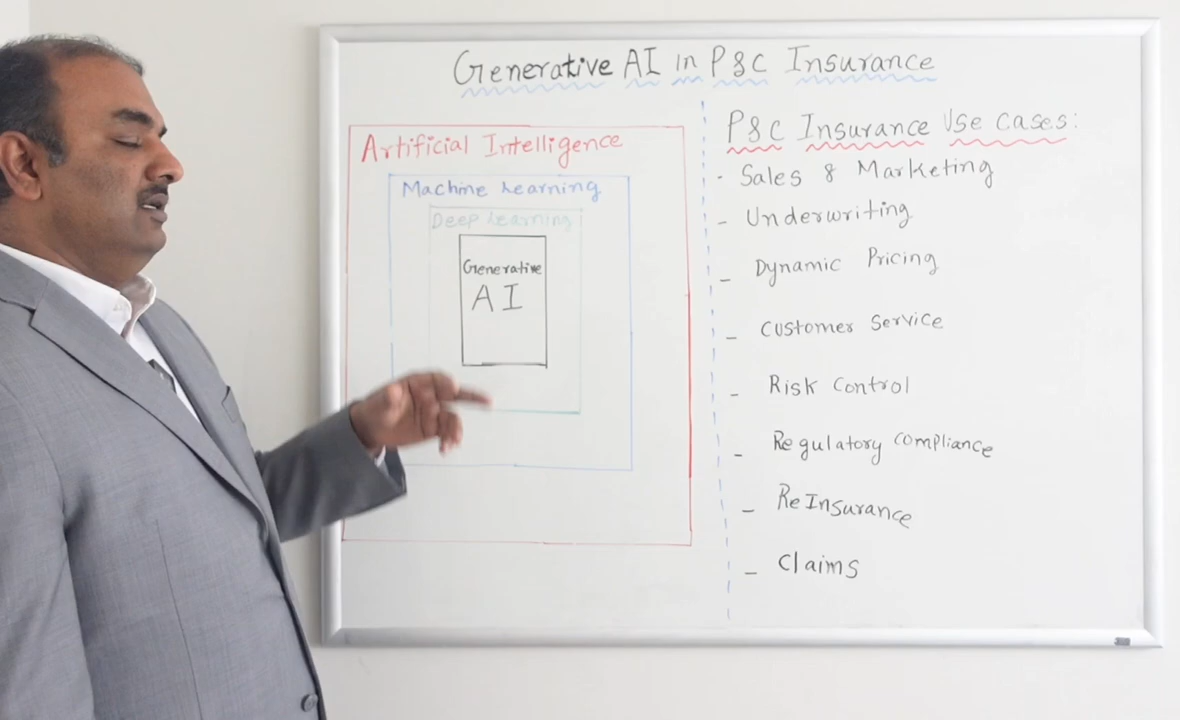 Generative AI in P&C Insurance
Artificial Intelligence
Machine Learning
Deep Learning
Generative
AI
P&C Insurance Use Cases:
- Sales & Marketing
- Underwriting
- Dynamic Pricing
- Customer Service
- Risk Control
- Regulatory Compliance
- ReInsurance
- Claims